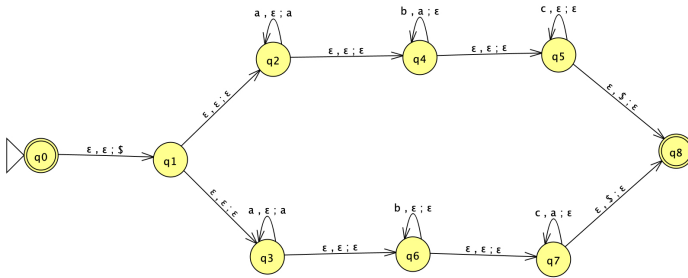 a , ε ; a
b , a ; ε
c , ε ; ε
q2
ε , ε ; ε
q4
ε , ε ; ε
q5
ε , ε ; ε
ε , $ ; ε
q0
ε , ε ; $
q1
q8
ε , ε ; ε
ε , $ ; ε
a , ε ; a
b , ε ; ε
c , a ; ε
q3
ε , ε ; ε
q6
ε , ε ; ε
q7